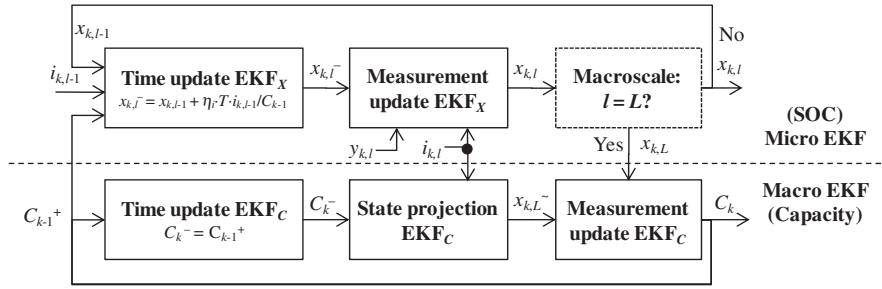 x_{k,l-1}
No
i_{k,l-1}
Time update EKF_X
x_{k,l}^- = x_{k,l-1} + η_i·T·i_{k,l-1}/C_{k-1}
x_{k,l}^-
Measurement
update EKF_X
x_{k,l}
Macroscale:
l = L?
x_{k,l}
y_{k,l}
i_{k,l}
Yes
x_{k,L}
(SOC)
Micro EKF
C_{k-1}^+
Time update EKF_C
C_k^- = C_{k-1}^+
C_k^-
State projection
EKF_C
x_{k,L}^~
Measurement
update EKF_C
C_k
Macro EKF
(Capacity)